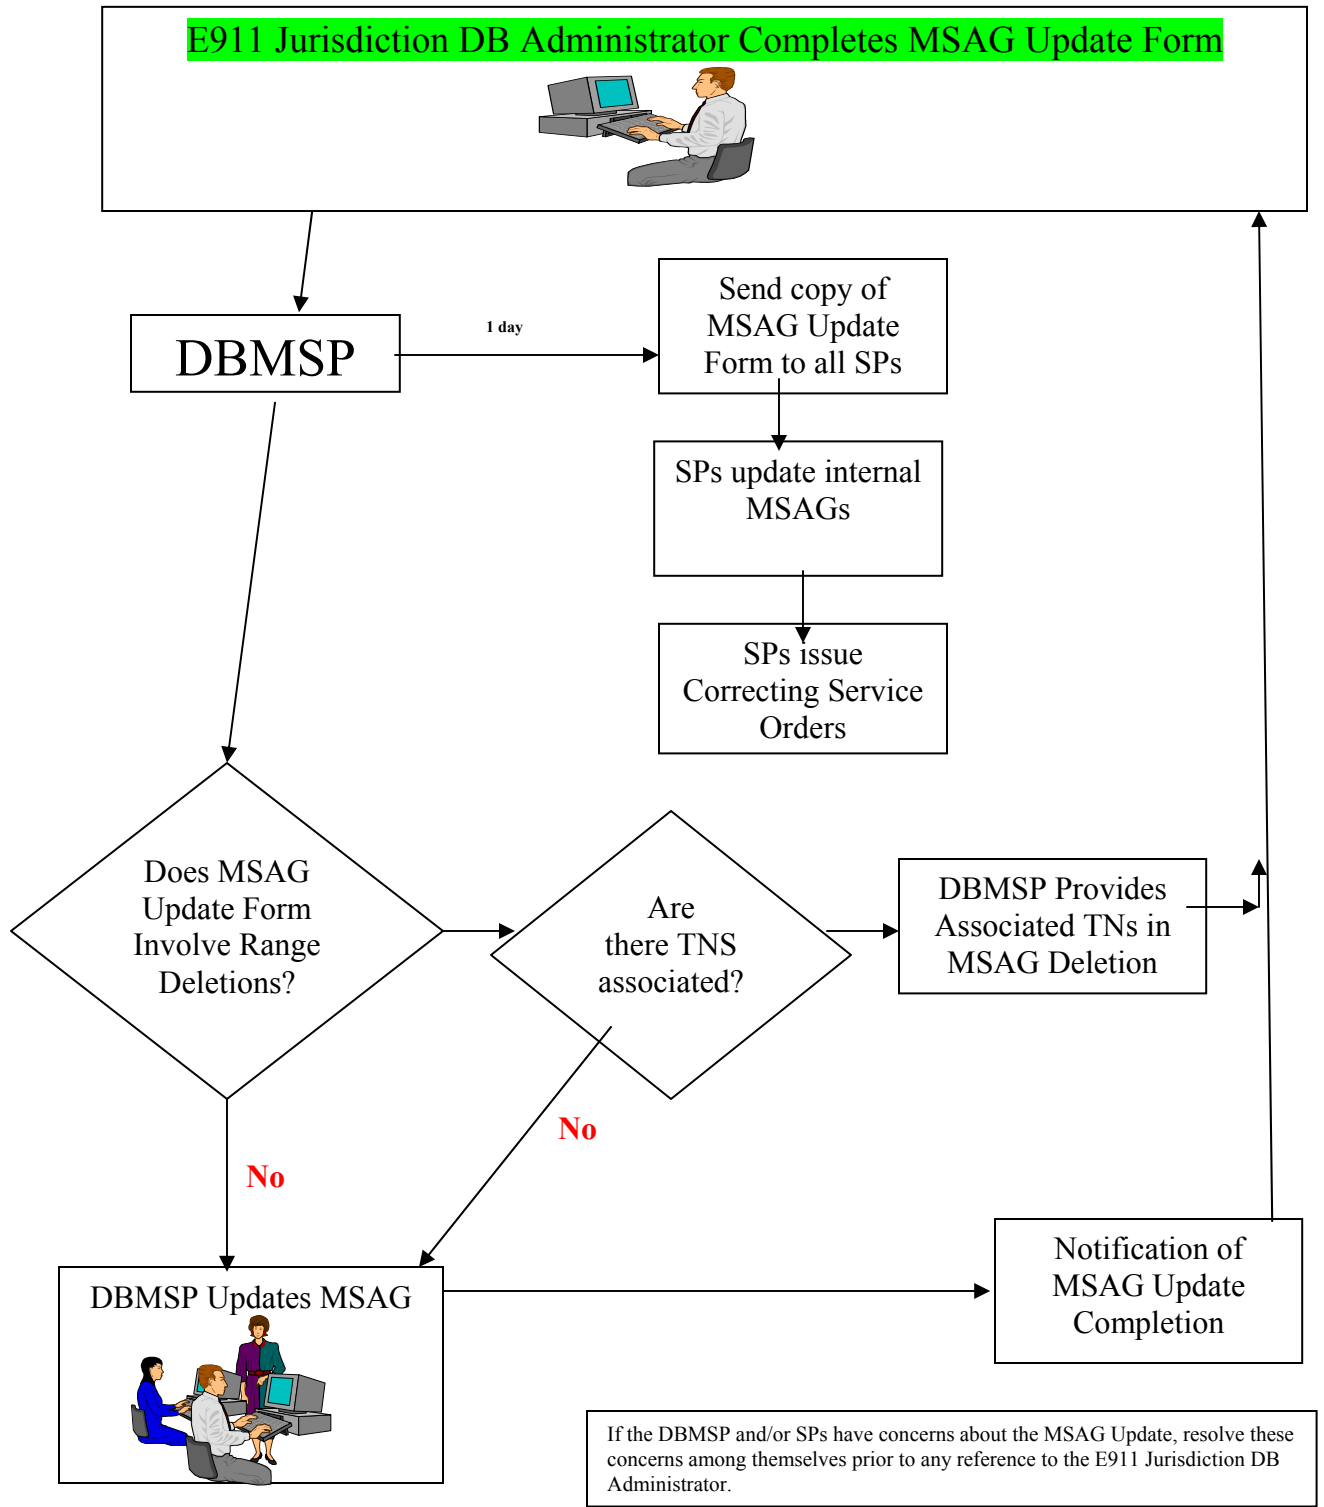 E911 Jurisdiction DB Administrator Completes MSAG Update Form
DBMSP
1 day
Send copy of
MSAG Update
Form to all SPs
SPs update internal
MSAGs
SPs issue
Correcting Service
Orders
Does MSAG
Update Form
Involve Range
Deletions?
Are
there TNS
associated?
DBMSP Provides
Associated TNs in
MSAG Deletion
No
No
DBMSP Updates MSAG
Notification of
MSAG Update
Completion
If the DBMSP and/or SPs have concerns about the MSAG Update, resolve these
concerns among themselves prior to any reference to the E911 Jurisdiction DB
Administrator.